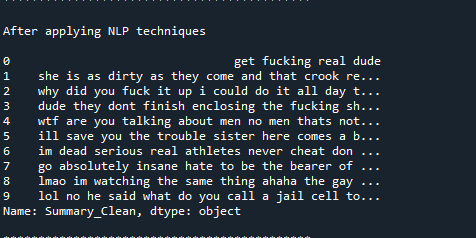 After applying NLP techniques
0 get fucking real dude
1 she is as dirty as they come and that crook re...
2 why did you fuck it up i could do it all day t...
3 dude they dont finish enclosing the fucking sh...
4 wtf are you talking about men no men thats not...
5 ill save you the trouble sister here comes a b...
6 im dead serious real athletes never cheat don ...
7 go absolutely insane hate to be the bearer of ...
8 lmao im watching the same thing ahaha the gay ...
9 lol no he said what do you call a jail cell to...
Name: Summary_Clean, dtype: object